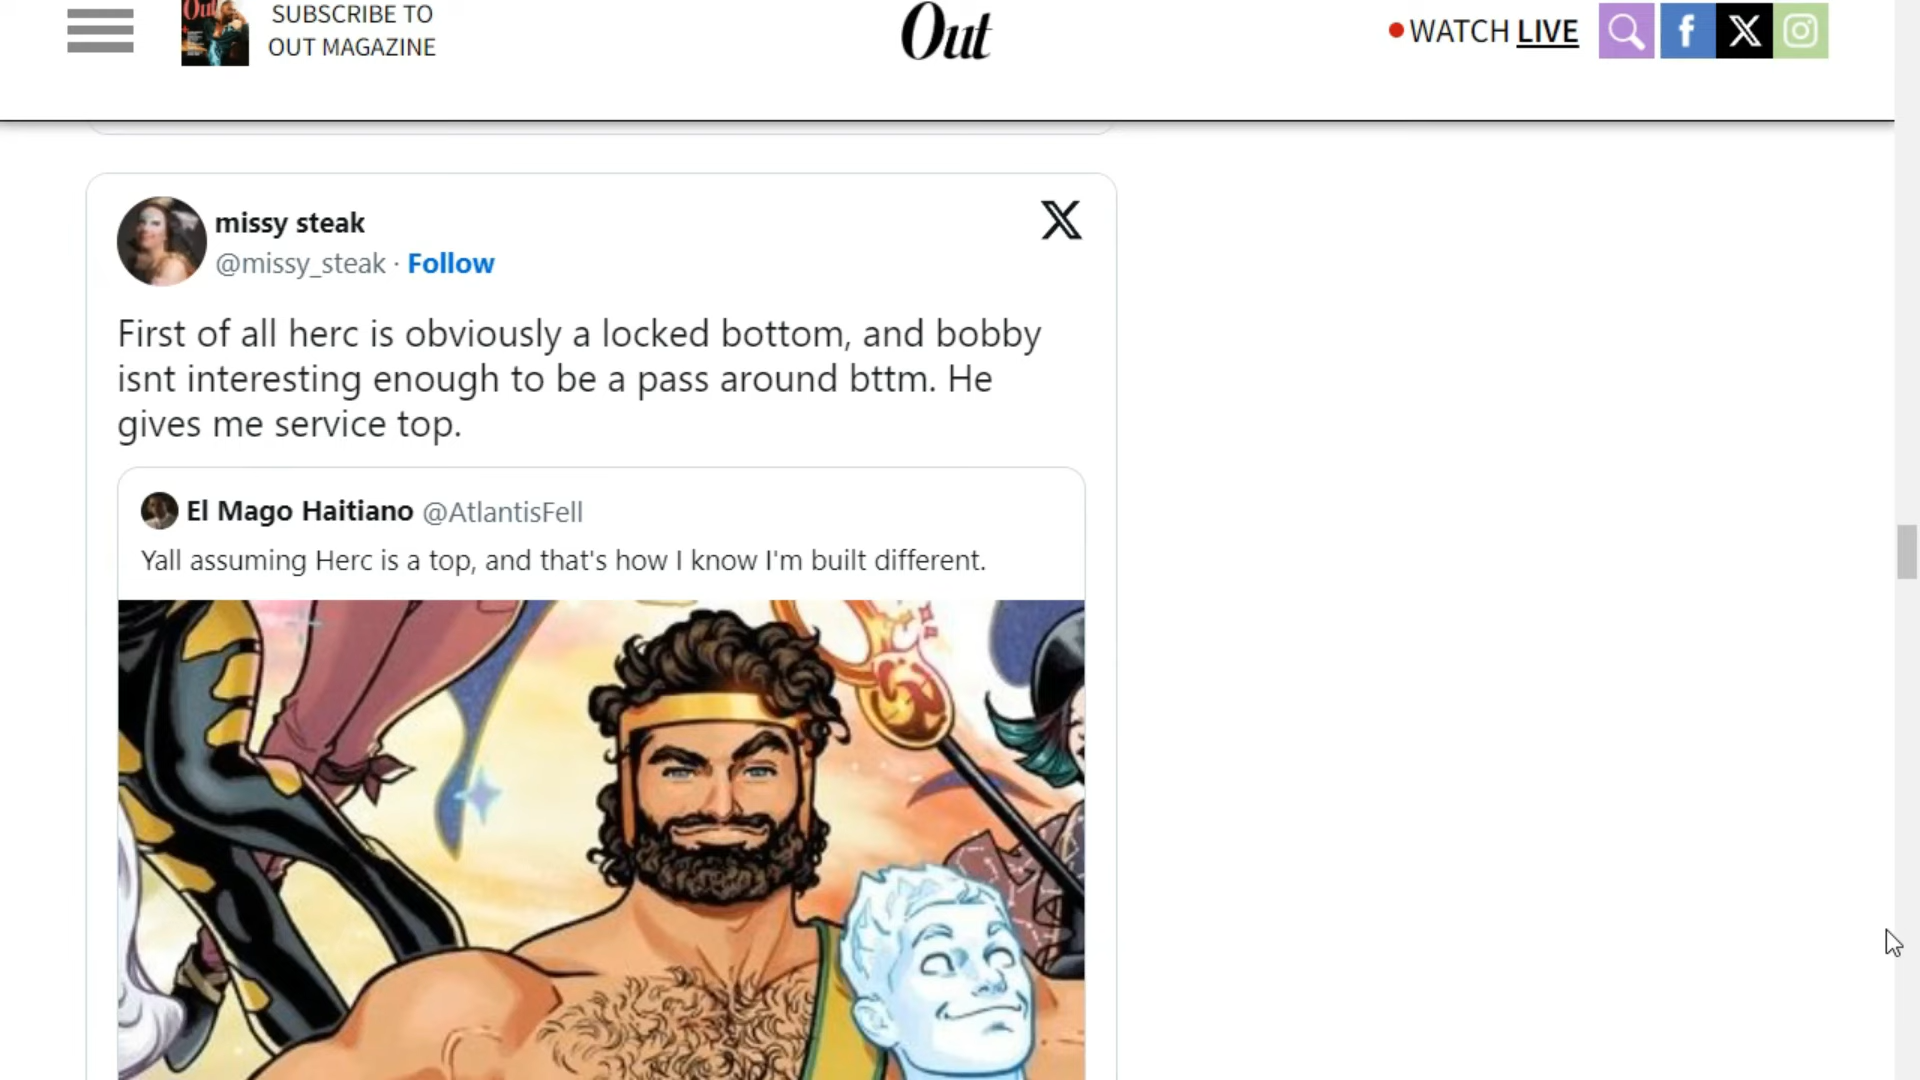 Out
SUBSCRIBE TO
OUT MAGAZINE
Out
WATCH LIVE
f
X
missy steak
@missy_steak · Follow
X
First of all herc is obviously a locked bottom, and bobby
isnt interesting enough to be a pass around bttm. He
gives me service top.
El Mago Haitiano @AtlantisFell
Yall assuming Herc is a top, and that's how I know I'm built different.